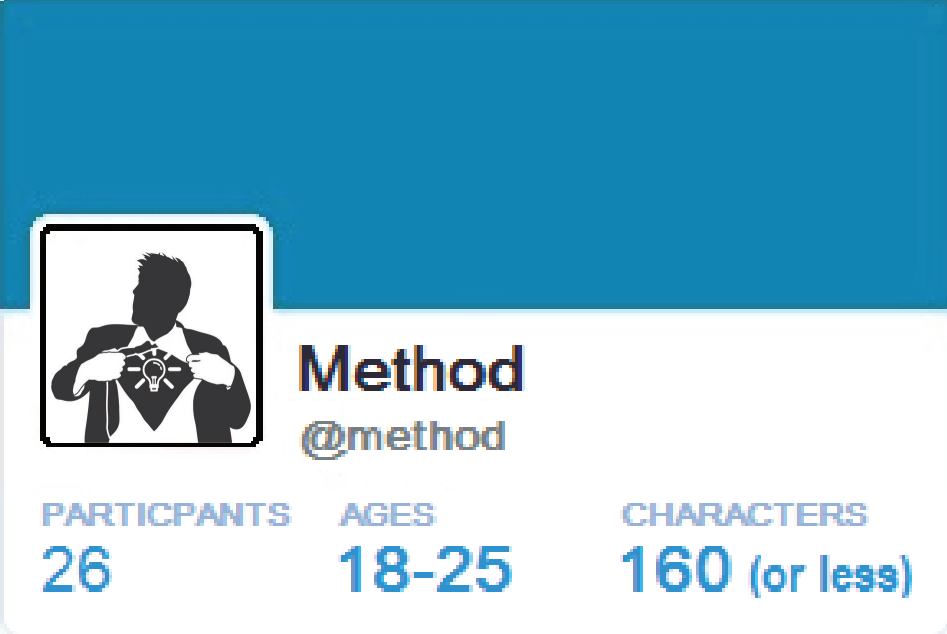 Method
@method
PARTICPANTS AGES CHARACTERS
26 18-25 160 (or less)